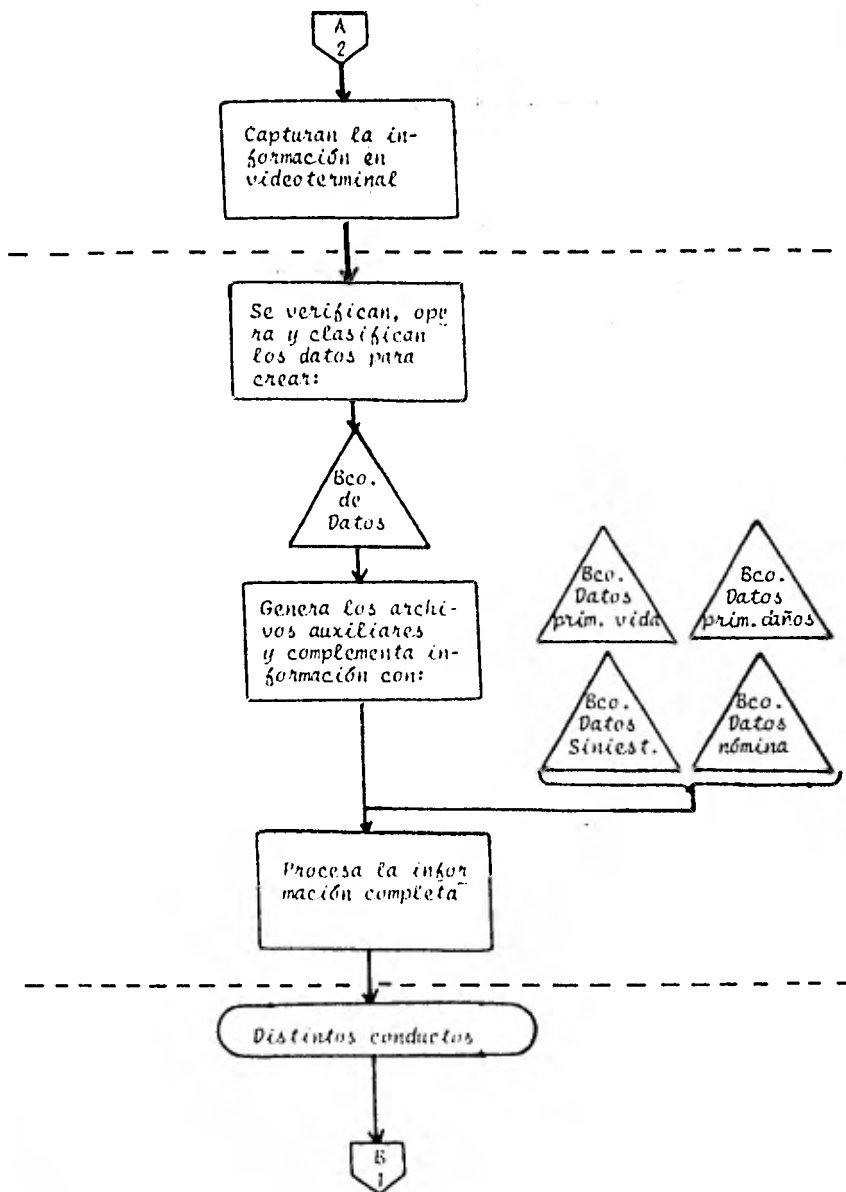 A
2
Capturan la in-
formación en
videoterminal
Se verifican, ope
ra y clasifican
los datos para
crear:
Bco.
de
Datos
Genera los archi-
vos auxiliares
y complementa in-
formación con:
Bco.
Datos
prim. vida
Bco.
Datos
prim. daños
Bco.
Datos
Siniest.
Bco.
Datos
nómina
Procesa la infor
mación completa
Distintos conductos
B
1